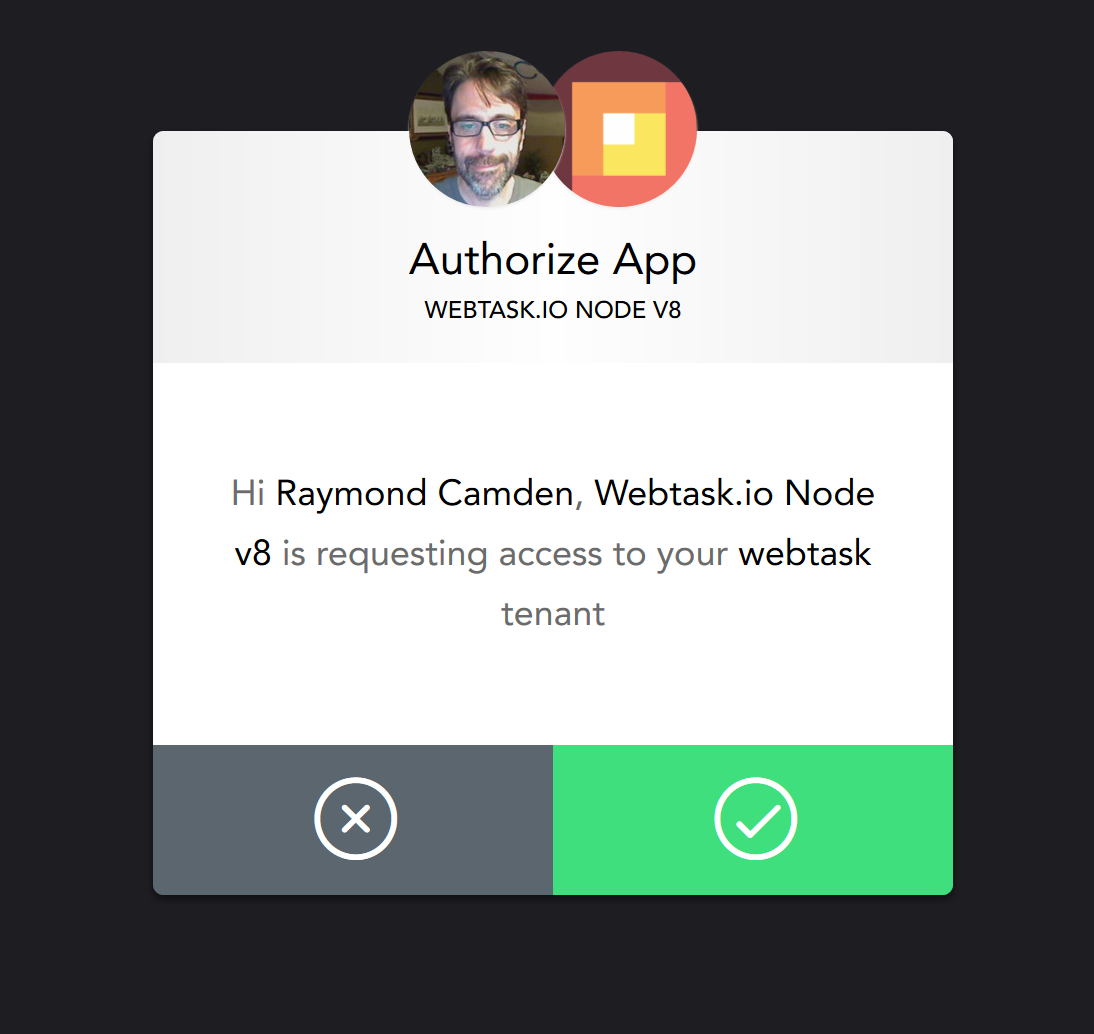 Authorize App
WEBTASK.IO NODE V8
Hi Raymond Camden, Webtask.io Node
v8 is requesting access to your webtask
tenant